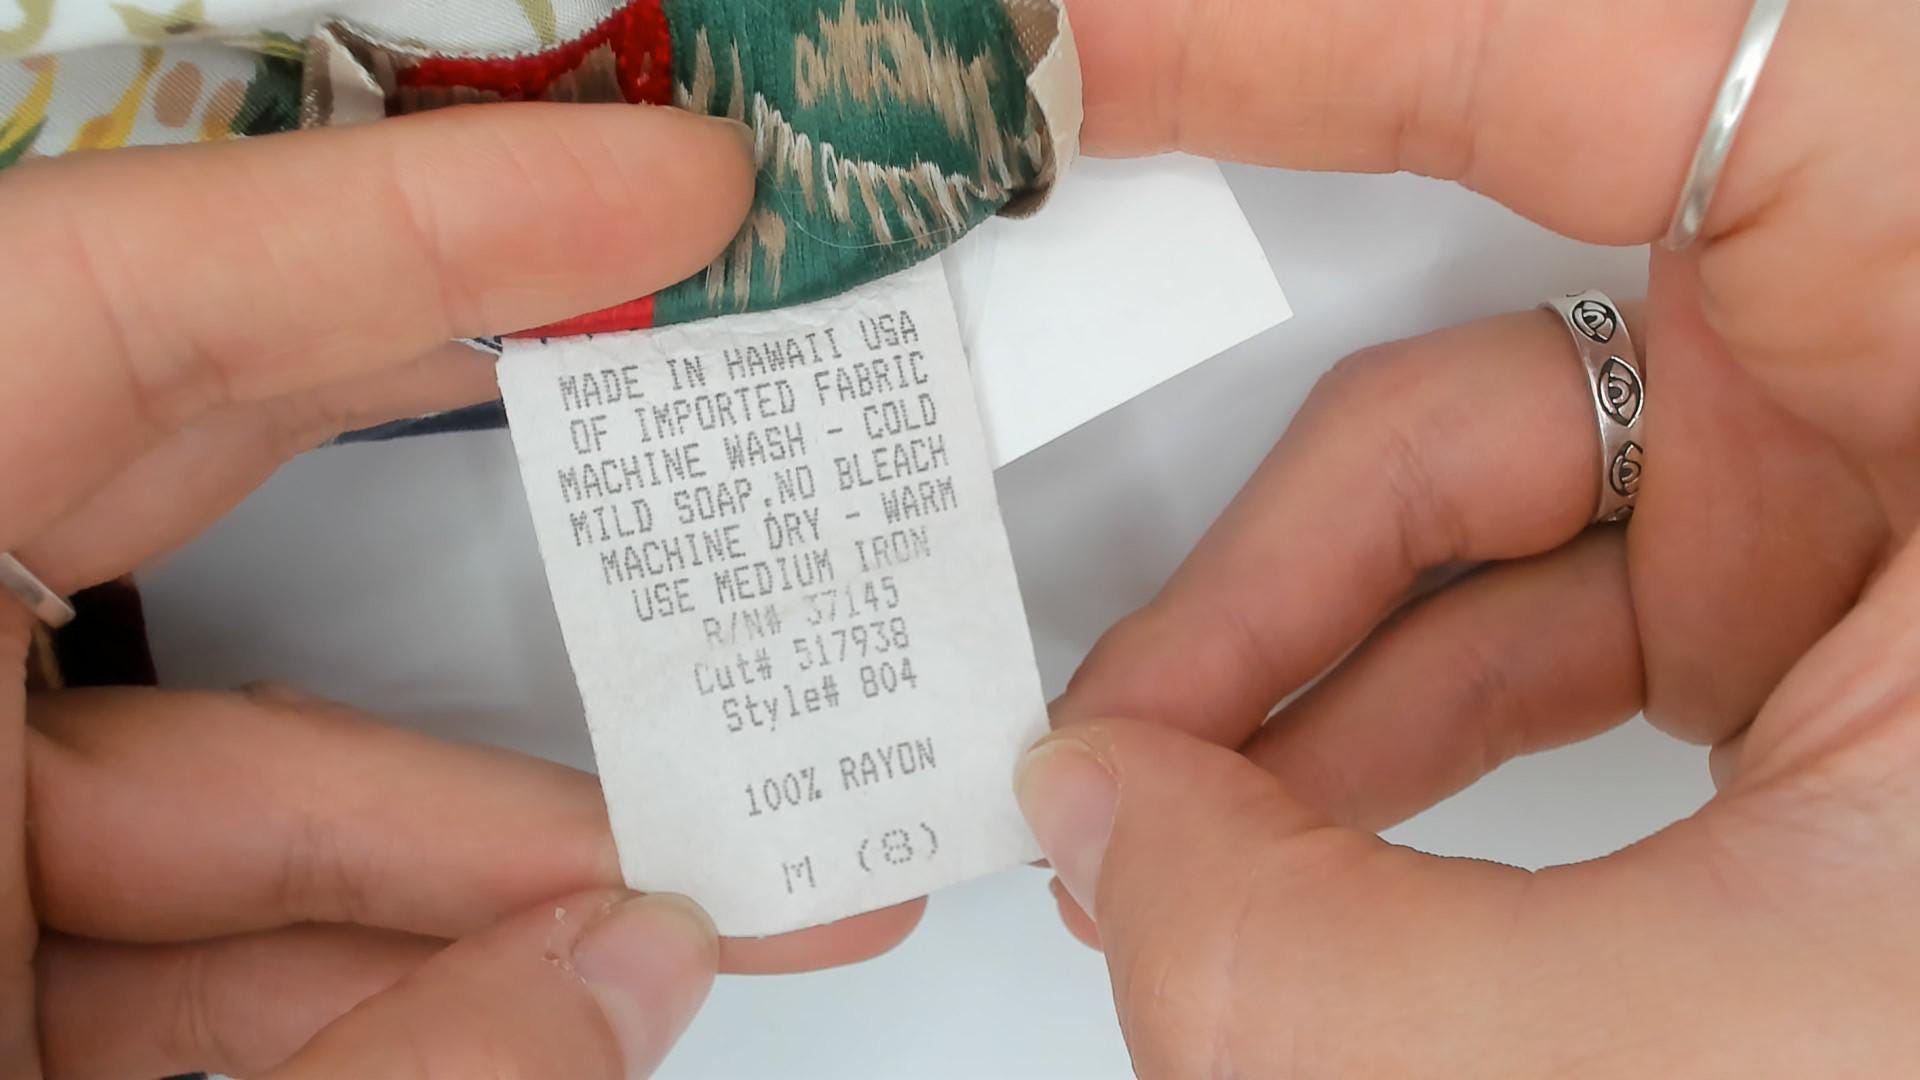 MADE IN HAWAII USA
OF IMPORTED FABRIC
MACHINE WASH - COLD
MILD SOAP.NO BLEACH
MACHINE DRY - WARM
USE MEDIUM IRON
R/N# 37145
Cut# 517938
Style# 804
100% RAYON
M (8)